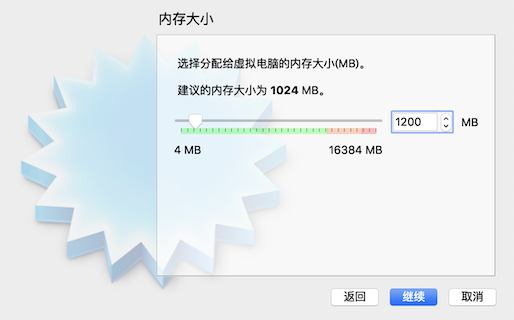 内存大小
选择分配给虚拟电脑的内存大小(MB)。
建议的内存大小为 1024 MB。
1200 MB
4 MB 16384 MB
返回 继续 取消